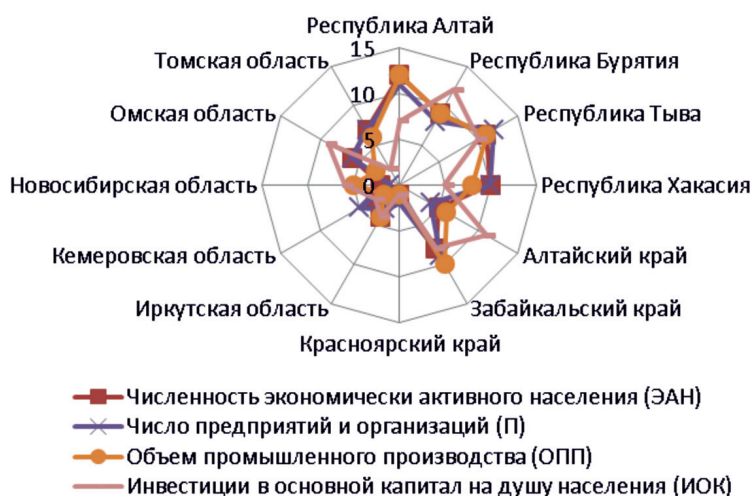 Республика Алтай
Томская область
15
Республика Бурятия
Омская область
10
Республика Тыва
5
Новосибирская область
0
Республика Хакасия
Кемеровская область
Алтайский край
Иркутская область
Забайкальский край
Красноярский край
Численность экономически активного населения (ЭАН)
Число предприятий и организаций (П)
Объем промышленного производства (ОПП)
Инвестиции в основной капитал на душу населения (ИОК)